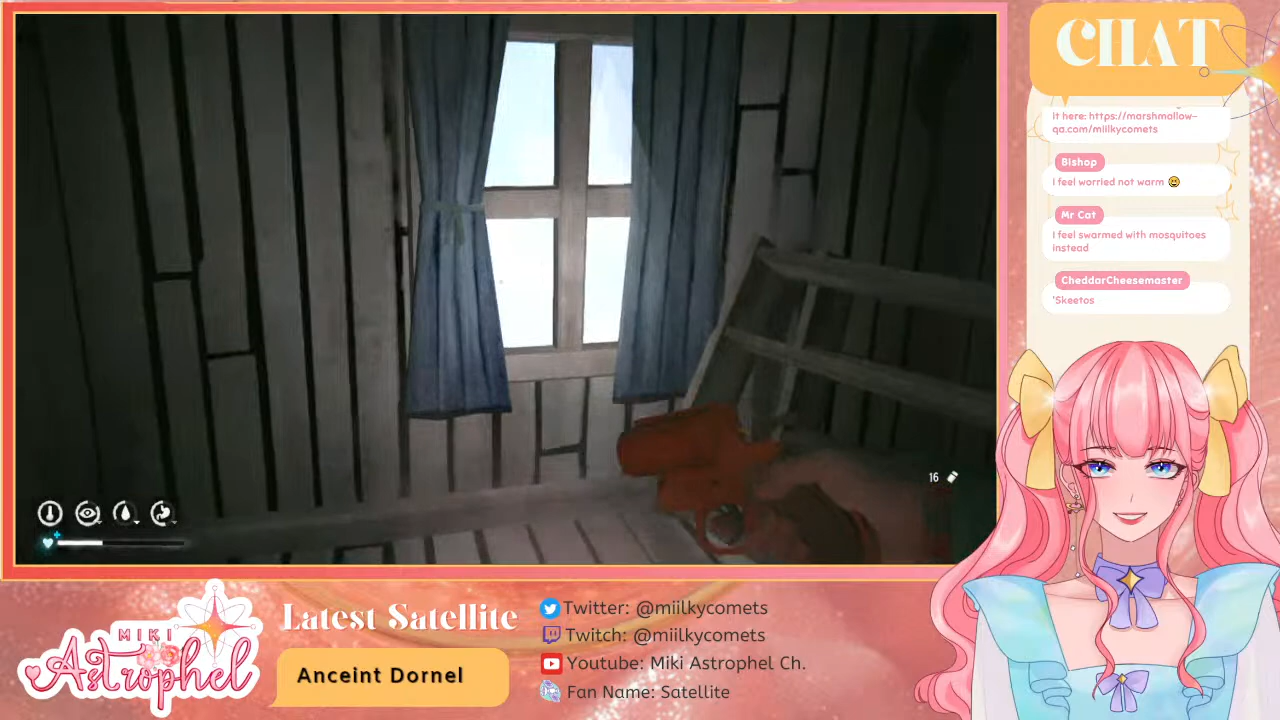 CHAT
it here: https://marshmallow-
qa.com/miilkycomets
Bishop
I feel worried not warm
Mr Cat
I feel swarmed with mosquitoes
instead
CheddarCheesemaster
'Skeetos
16
MIKI
Astrophel
Latest Satellite
Anceint Dornel
Twitter: @miilkycomets
Twitch: @miilkycomets
Youtube: Miki Astrophel Ch.
Fan Name: Satellite